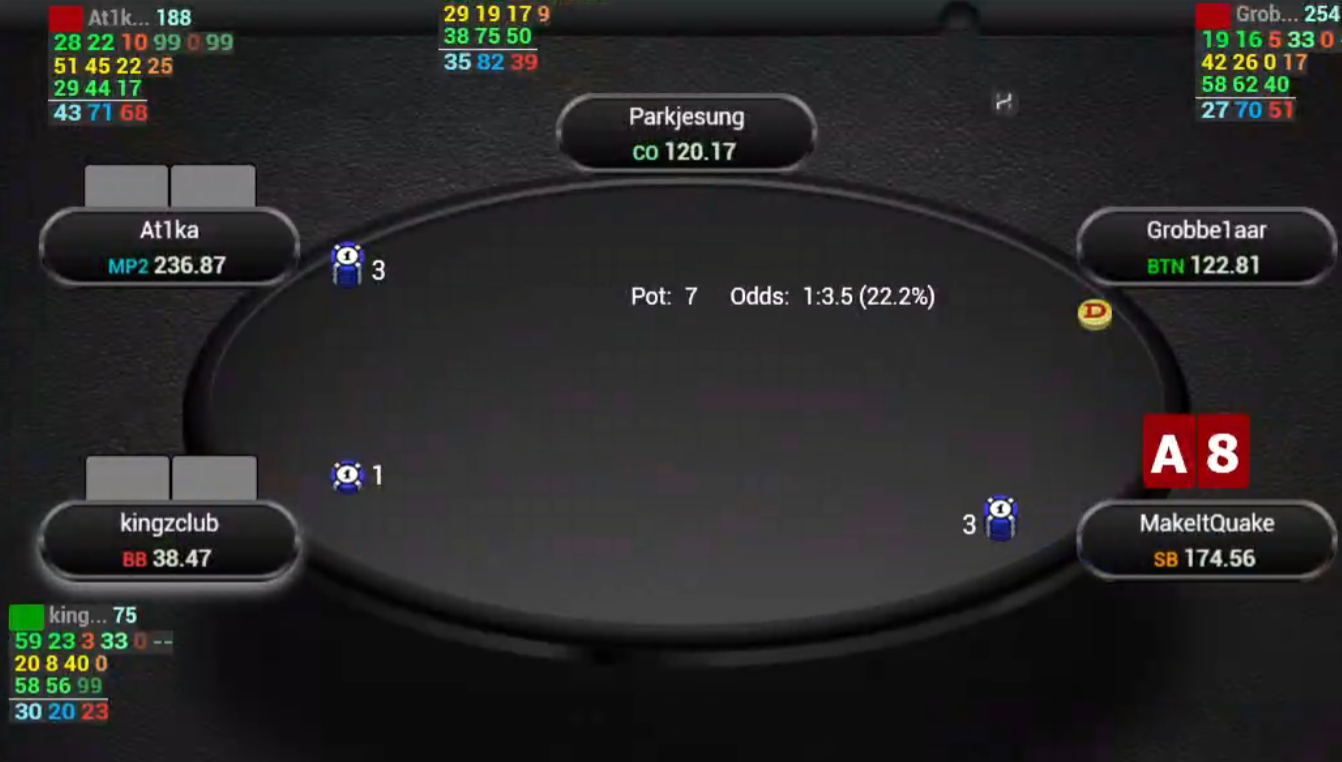 At1k... 188
28 22 10 99 0 99
51 45 22 25
29 44 17
43 71 68
29 19 17 9
38 75 50
35 82 39
Grob... 254
19 16 5 33 0
42 26 0 17
58 62 40
27 70 51
Parkjesung
CO 120.17
At1ka
MP2 236.87
Grobbe1aar
BTN 122.81
1 3
Pot: 7 Odds: 1:3.5 (22.2%)
D
A 8
kingzclub
BB 38.47
1 1
3 1
MakeItQuake
SB 174.56
king... 75
59 23 3 33 0 --
20 8 40 0
58 56 99
30 20 23